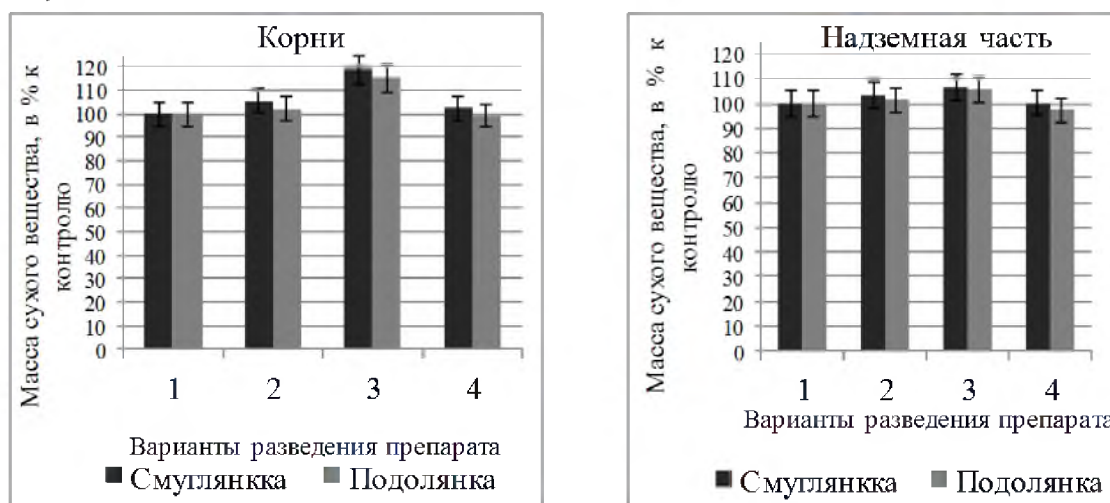 Корни
Масса сухого вещества, в % к
контролю
120
110
100
90
80
70
60
50
40
30
20
10
0
1 2 3 4
Варианты разведения препарата
Смуглянкка Подолянка
Надземная часть
Масса сухого вещества, в % к
контролю
120
110
100
90
80
70
60
50
40
30
20
10
0
1 2 3 4
Варианты разведения препарата
Смуглянка Подолянка